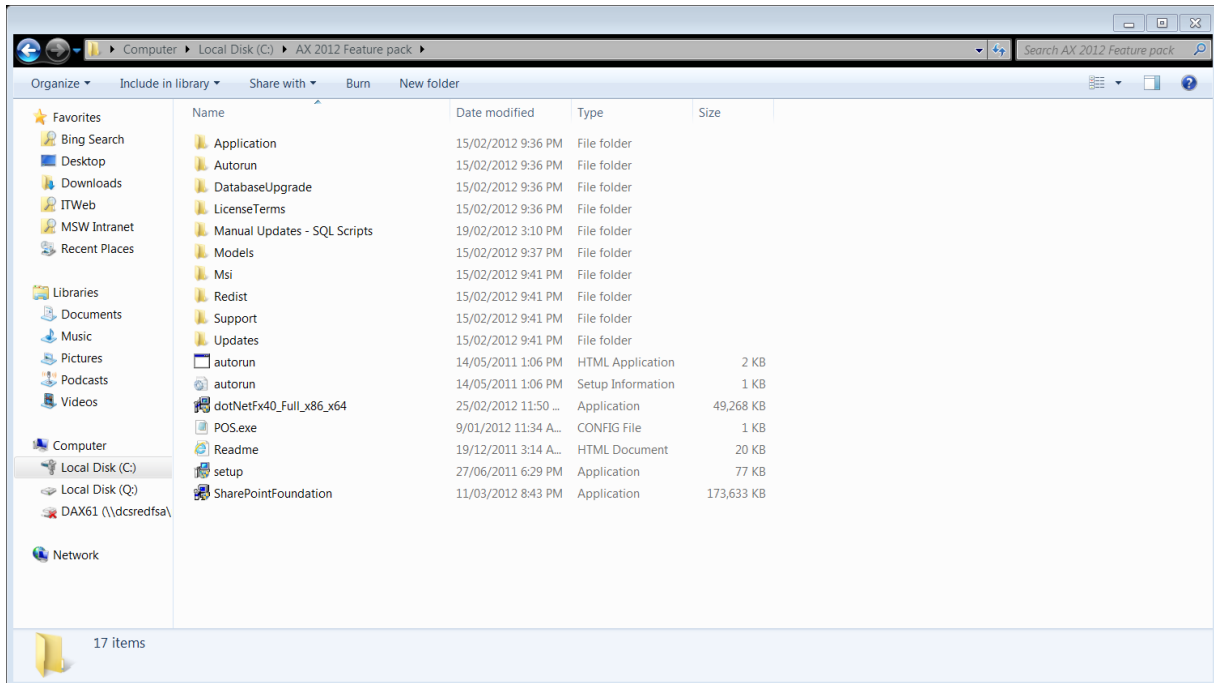 Computer Local Disk (C:) AX 2012 Feature pack Search AX 2012 Feature pack
Organize Include in library Share with Burn New folder
Favorites
Bing Search
Desktop
Downloads
ITWeb
MSW Intranet
Recent Places
Libraries
Documents
Music
Pictures
Podcasts
Videos
Computer
Local Disk (C:)
Local Disk (Q:)
DAX61 (\\dcsredfsa\
Network
Name Date modified Type Size
Application 15/02/2012 9:36 PM File folder
Autorun 15/02/2012 9:36 PM File folder
DatabaseUpgrade 15/02/2012 9:36 PM File folder
LicenseTerms 15/02/2012 9:36 PM File folder
Manual Updates - SQL Scripts 19/02/2012 3:10 PM File folder
Models 15/02/2012 9:37 PM File folder
Msi 15/02/2012 9:41 PM File folder
Redist 15/02/2012 9:41 PM File folder
Support 15/02/2012 9:41 PM File folder
Updates 15/02/2012 9:41 PM File folder
autorun 14/05/2011 1:06 PM HTML Application 2 KB
autorun 14/05/2011 1:06 PM Setup Information 1 KB
dotNetFx40_Full_x86_x64 25/02/2012 11:50 ... Application 49,268 KB
POS.exe 9/01/2012 11:34 A... CONFIG File 1 KB
Readme 19/12/2011 3:14 A... HTML Document 20 KB
setup 27/06/2011 6:29 PM Application 77 KB
SharePointFoundation 11/03/2012 8:43 PM Application 173,633 KB
17 items